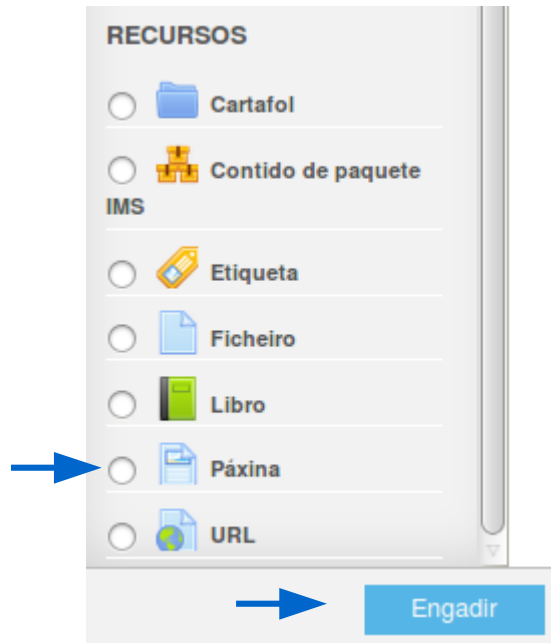 RECURSOS
Cartafol
Contido de paquete
IMS
Etiqueta
Ficheiro
Libro
Páxina
URL
Engadir